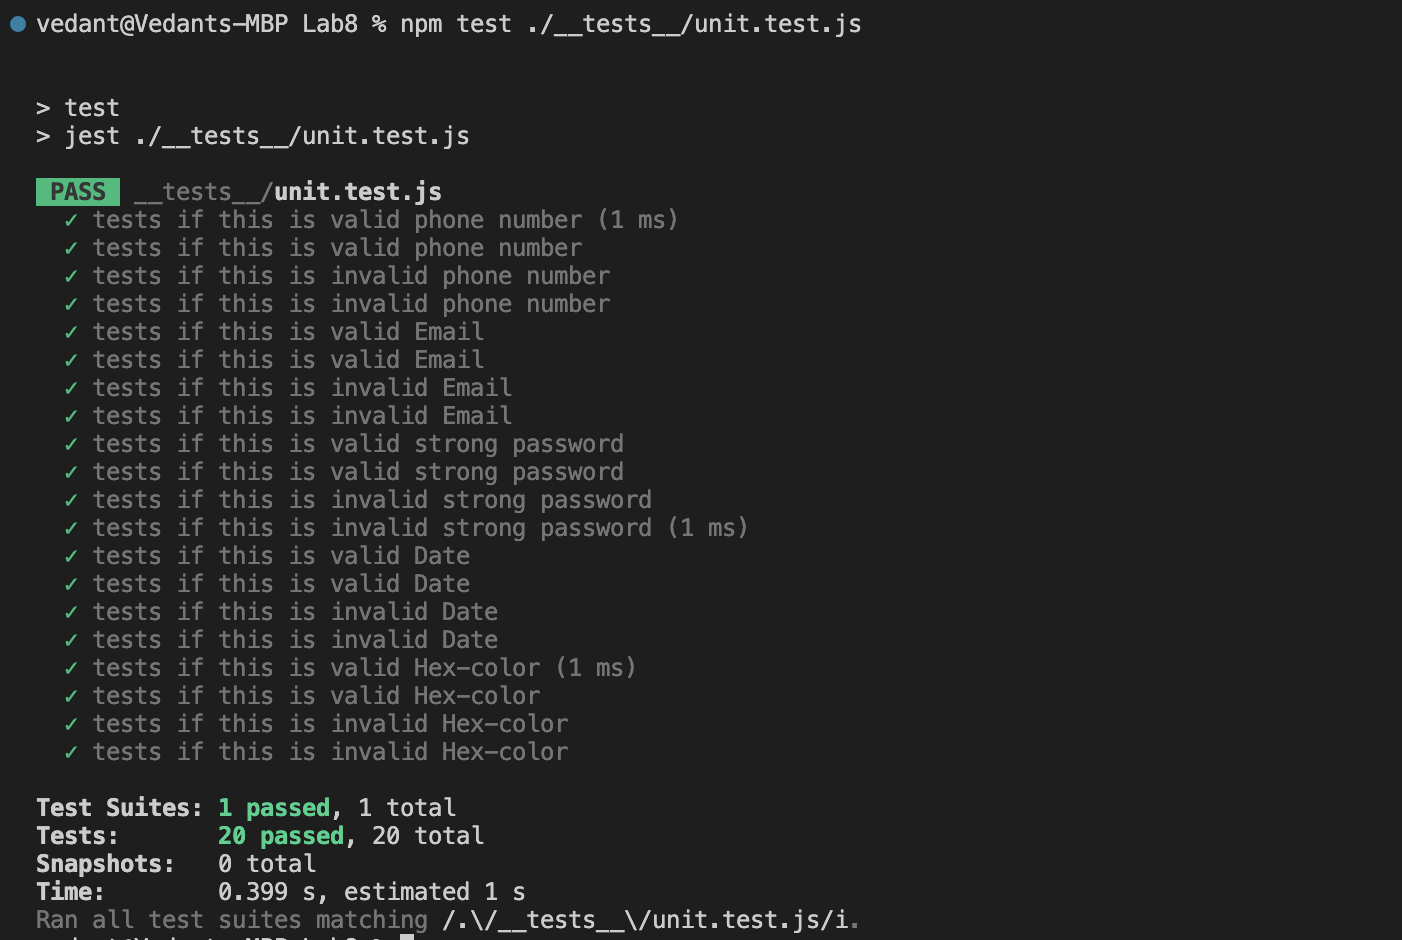 vedant@Vedants-MBP Lab8 % npm test ./__tests__/unit.test.js
> test
> jest ./__tests__/unit.test.js
PASS __tests__/unit.test.js
✓ tests if this is valid phone number (1 ms)
✓ tests if this is valid phone number
✓ tests if this is invalid phone number
✓ tests if this is invalid phone number
✓ tests if this is valid Email
✓ tests if this is valid Email
✓ tests if this is invalid Email
✓ tests if this is invalid Email
✓ tests if this is valid strong password
✓ tests if this is valid strong password
✓ tests if this is invalid strong password
✓ tests if this is invalid strong password (1 ms)
✓ tests if this is valid Date
✓ tests if this is valid Date
✓ tests if this is invalid Date
✓ tests if this is invalid Date
✓ tests if this is valid Hex-color (1 ms)
✓ tests if this is valid Hex-color
✓ tests if this is invalid Hex-color
✓ tests if this is invalid Hex-color
Test Suites: 1 passed, 1 total
Tests: 20 passed, 20 total
Snapshots: 0 total
Time: 0.399 s, estimated 1 s
Ran all test suites matching /.\/__tests__\/unit.test.js/i.
vedant@Vedants-MBP Lab8 %